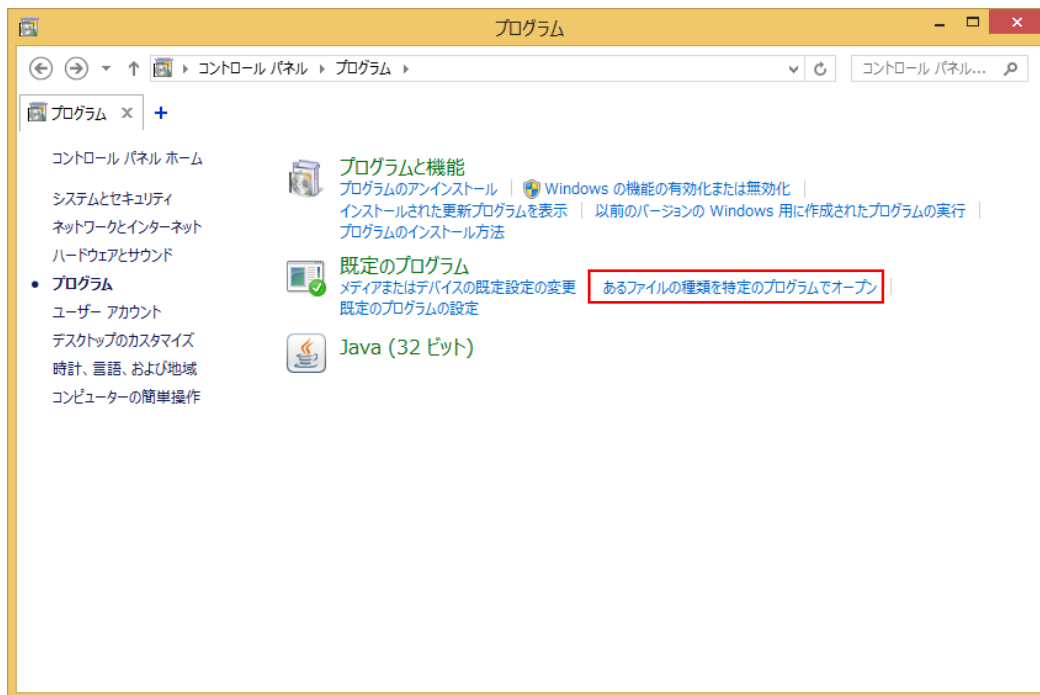 プログラム
コントロール パネル プログラム
コントロール パネル...
プログラム
コントロール パネル ホーム
システムとセキュリティ
ネットワークとインターネット
ハードウェアとサウンド
プログラム
ユーザー アカウント
デスクトップのカスタマイズ
時計、言語、および地域
コンピューターの簡単操作
プログラムと機能
プログラムのアンインストール Windows の機能の有効化または無効化
インストールされた更新プログラムを表示 以前のバージョンの Windows 用に作成されたプログラムの実行
プログラムのインストール方法
既定のプログラム
メディアまたはデバイスの既定設定の変更 あるファイルの種類を特定のプログラムでオープン
既定のプログラムの設定
Java (32 ビット)